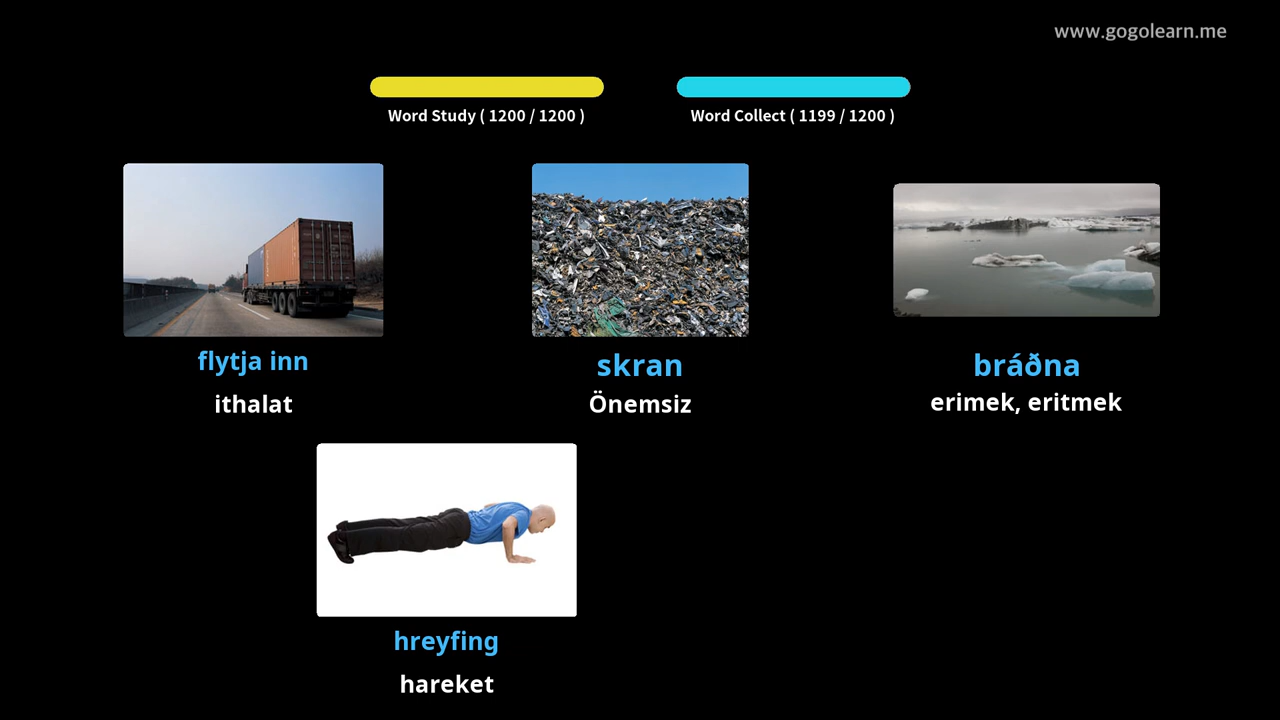 www.gogolearn.me
Word Study ( 1200 / 1200 )
Word Collect ( 1199 / 1200 )
flytja inn
ithalat
skran
Önemsiz
bráðna
erimek, eritmek
hreyfing
hareket